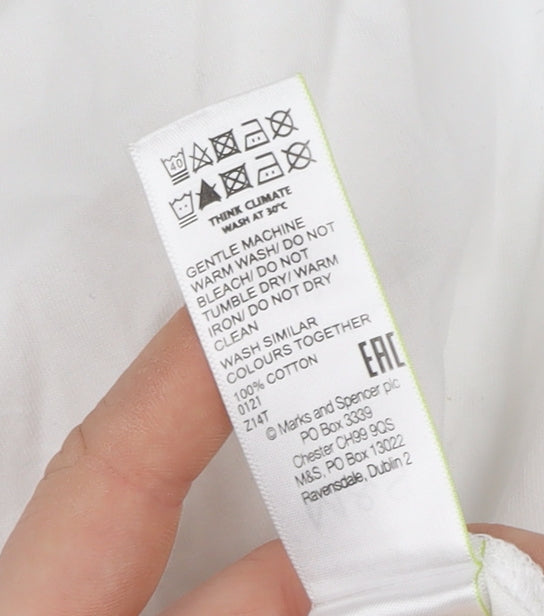 40
THINK CLIMATE
WASH AT 30°C
GENTLE MACHINE
WARM WASH/ DO NOT
BLEACH/ DO NOT
TUMBLE DRY/ WARM
IRON/ DO NOT DRY
CLEAN
WASH SIMILAR
COLOURS TOGETHER
100% COTTON
0121
Z14T
EAC
© Marks and Spencer plc
PO Box 3339
Chester CH99 9QS
M&S, PO Box 13022
Ravensdale, Dublin 2